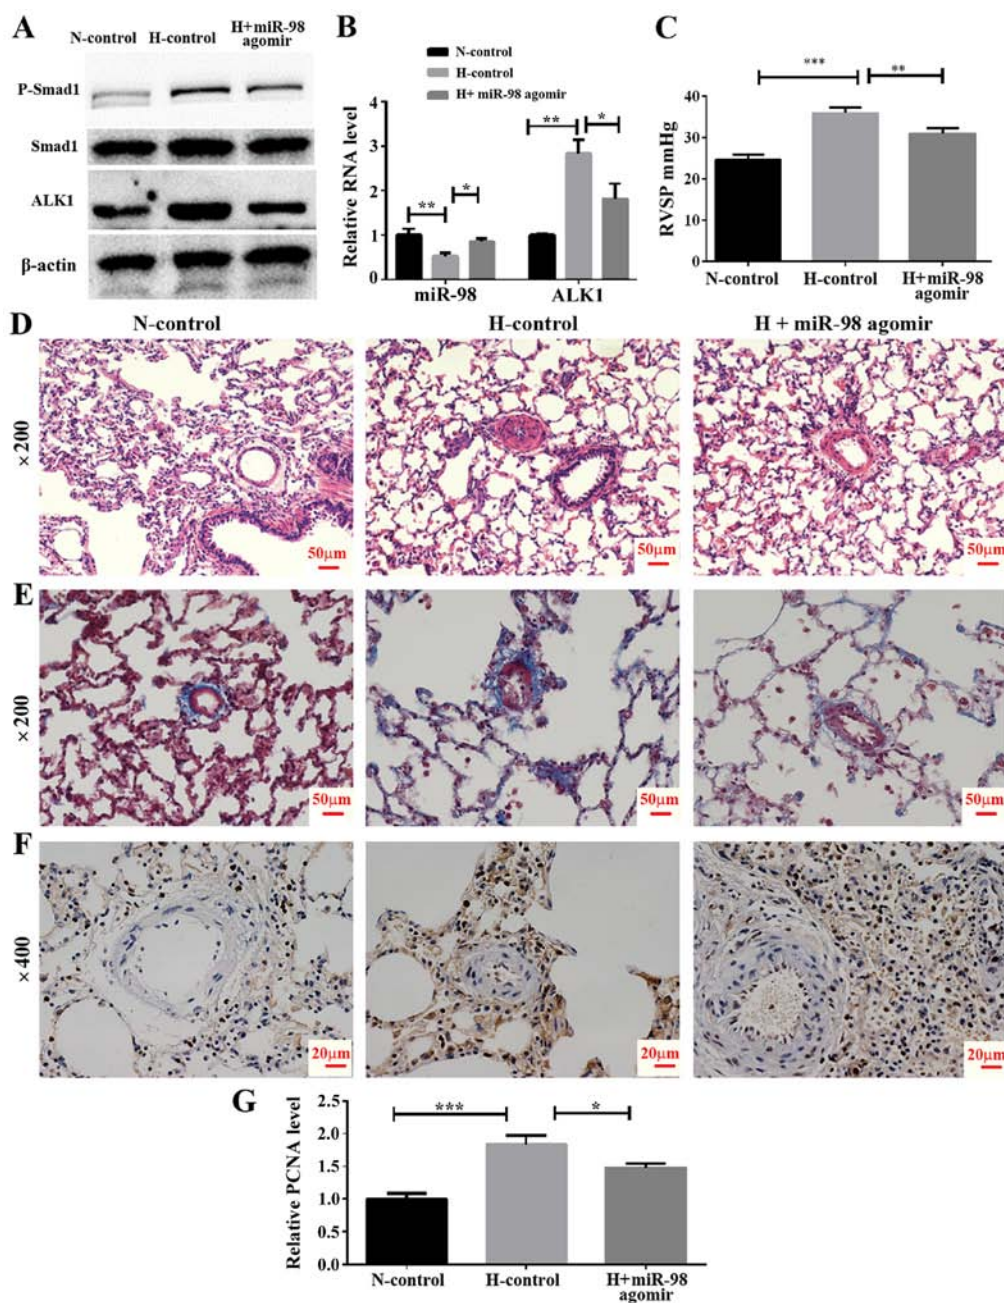 A
N-control H-control H+miR-98 agomir
P-Smad1
Smad1
ALK1
β-actin
B
N-control
H-control
H+ miR-98 agomir
Relative RNA level
4
3
2
1
0
** * ** *
miR-98 ALK1
C
*** **
RVSP mmHg
40
30
20
10
0
N-control H-control H+miR-98 agomir
D
N-control H-control H + miR-98 agomir
×200
50μm 50μm 50μm
E
×200
50μm 50μm 50μm
F
×400
20μm 20μm 20μm
G
*** *
Relative PCNA level
2.5
2.0
1.5
1.0
0.5
0.0
N-control H-control H+miR-98 agomir